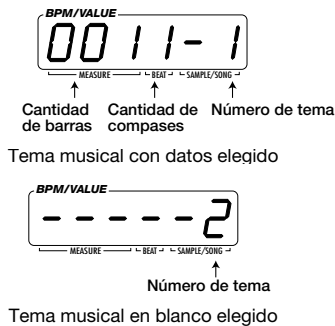 BPM/VALUE
0011-1
MEASURE BEAT SAMPLE/SONG
Cantidad de barras Cantidad de compases Número de tema
Tema musical con datos elegido
BPM/VALUE
-----2
MEASURE BEAT SAMPLE/SONG
Número de tema
Tema musical en blanco elegido